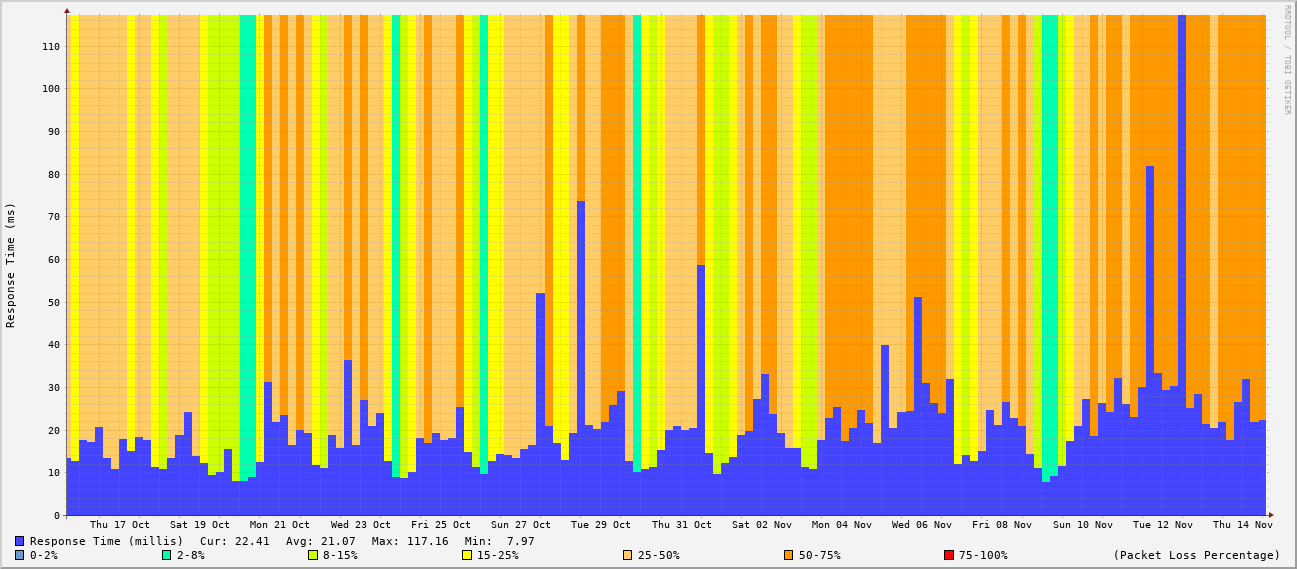 RRDTOOL / TOBI OETIKER
Response Time (ms)
110
100
90
80
70
60
50
40
30
20
10
0
Thu 17 Oct Sat 19 Oct Mon 21 Oct Wed 23 Oct Fri 25 Oct Sun 27 Oct Tue 29 Oct Thu 31 Oct Sat 02 Nov Mon 04 Nov Wed 06 Nov Fri 08 Nov Sun 10 Nov Tue 12 Nov Thu 14 Nov
Response Time (millis) Cur: 22.41 Avg: 21.07 Max: 117.16 Min: 7.97
0-2% 2-8% 8-15% 15-25% 25-50% 50-75% 75-100% (Packet Loss Percentage)